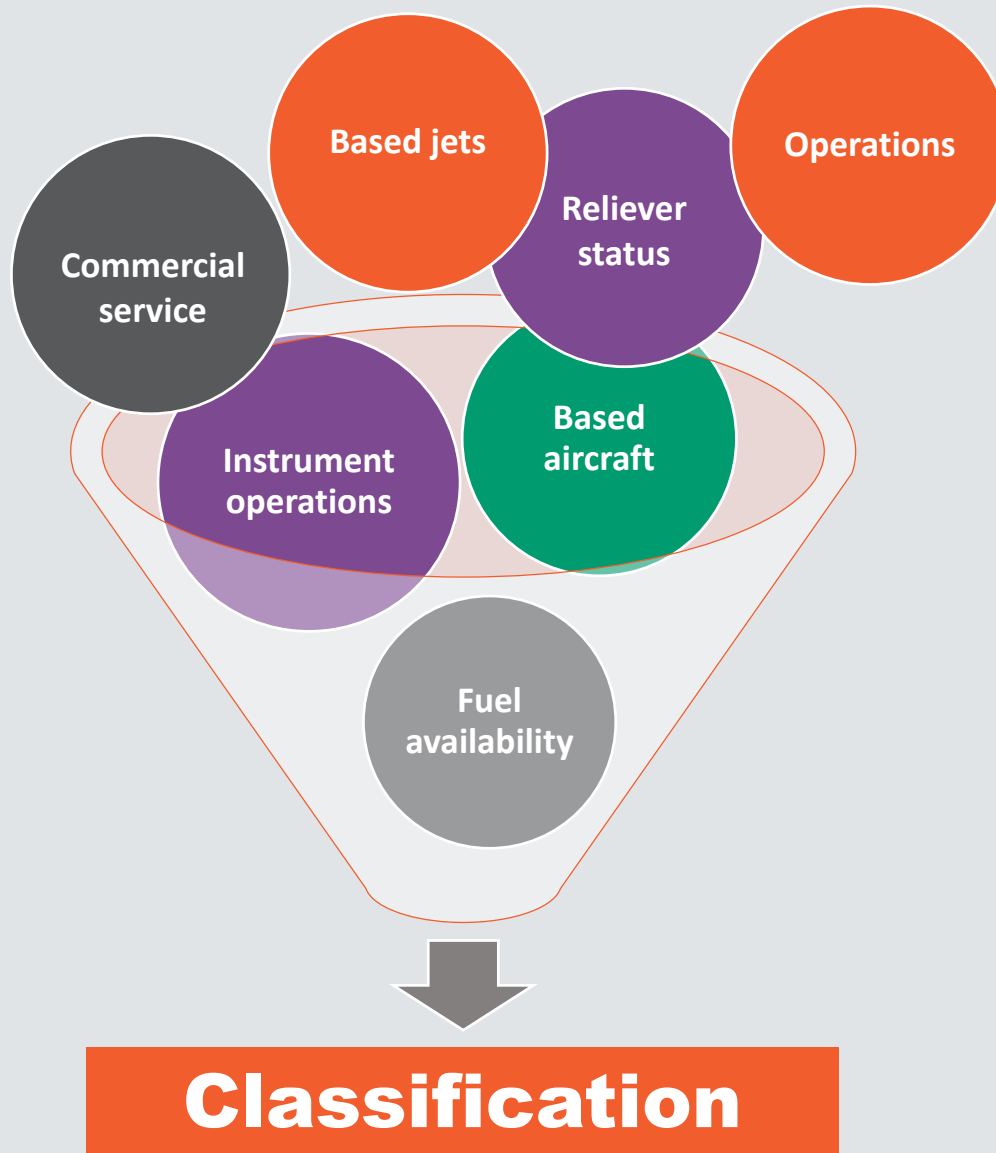 Based jets
Operations
Reliever
status
Commercial
service
Based
aircraft
Instrument
operations
Fuel
availability
Classification